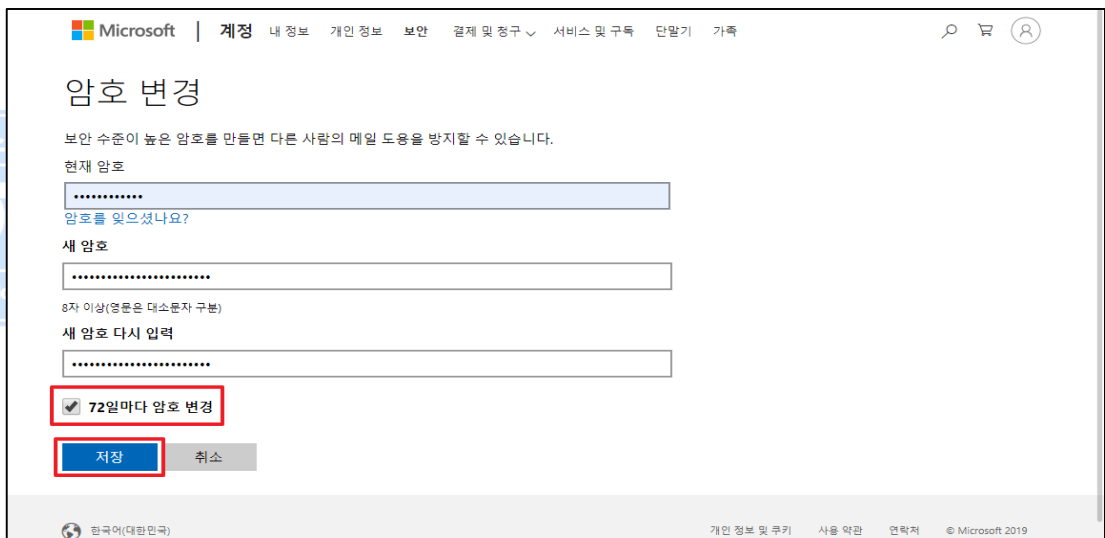 Microsoft | 계정 내 정보 개인 정보 보안 결제 및 청구 서비스 및 구독 단말기 가족
암호 변경
보안 수준이 높은 암호를 만들면 다른 사람의 메일 도용을 방지할 수 있습니다.
현재 암호
••••••••••••
암호를 잊으셨나요?
새 암호
••••••••••••••••••••••••
8자 이상(영문은 대소문자 구분)
새 암호 다시 입력
••••••••••••••••••••••••
72일마다 암호 변경
저장 취소
한국어(대한민국) 개인 정보 및 쿠키 사용 약관 연락처 © Microsoft 2019